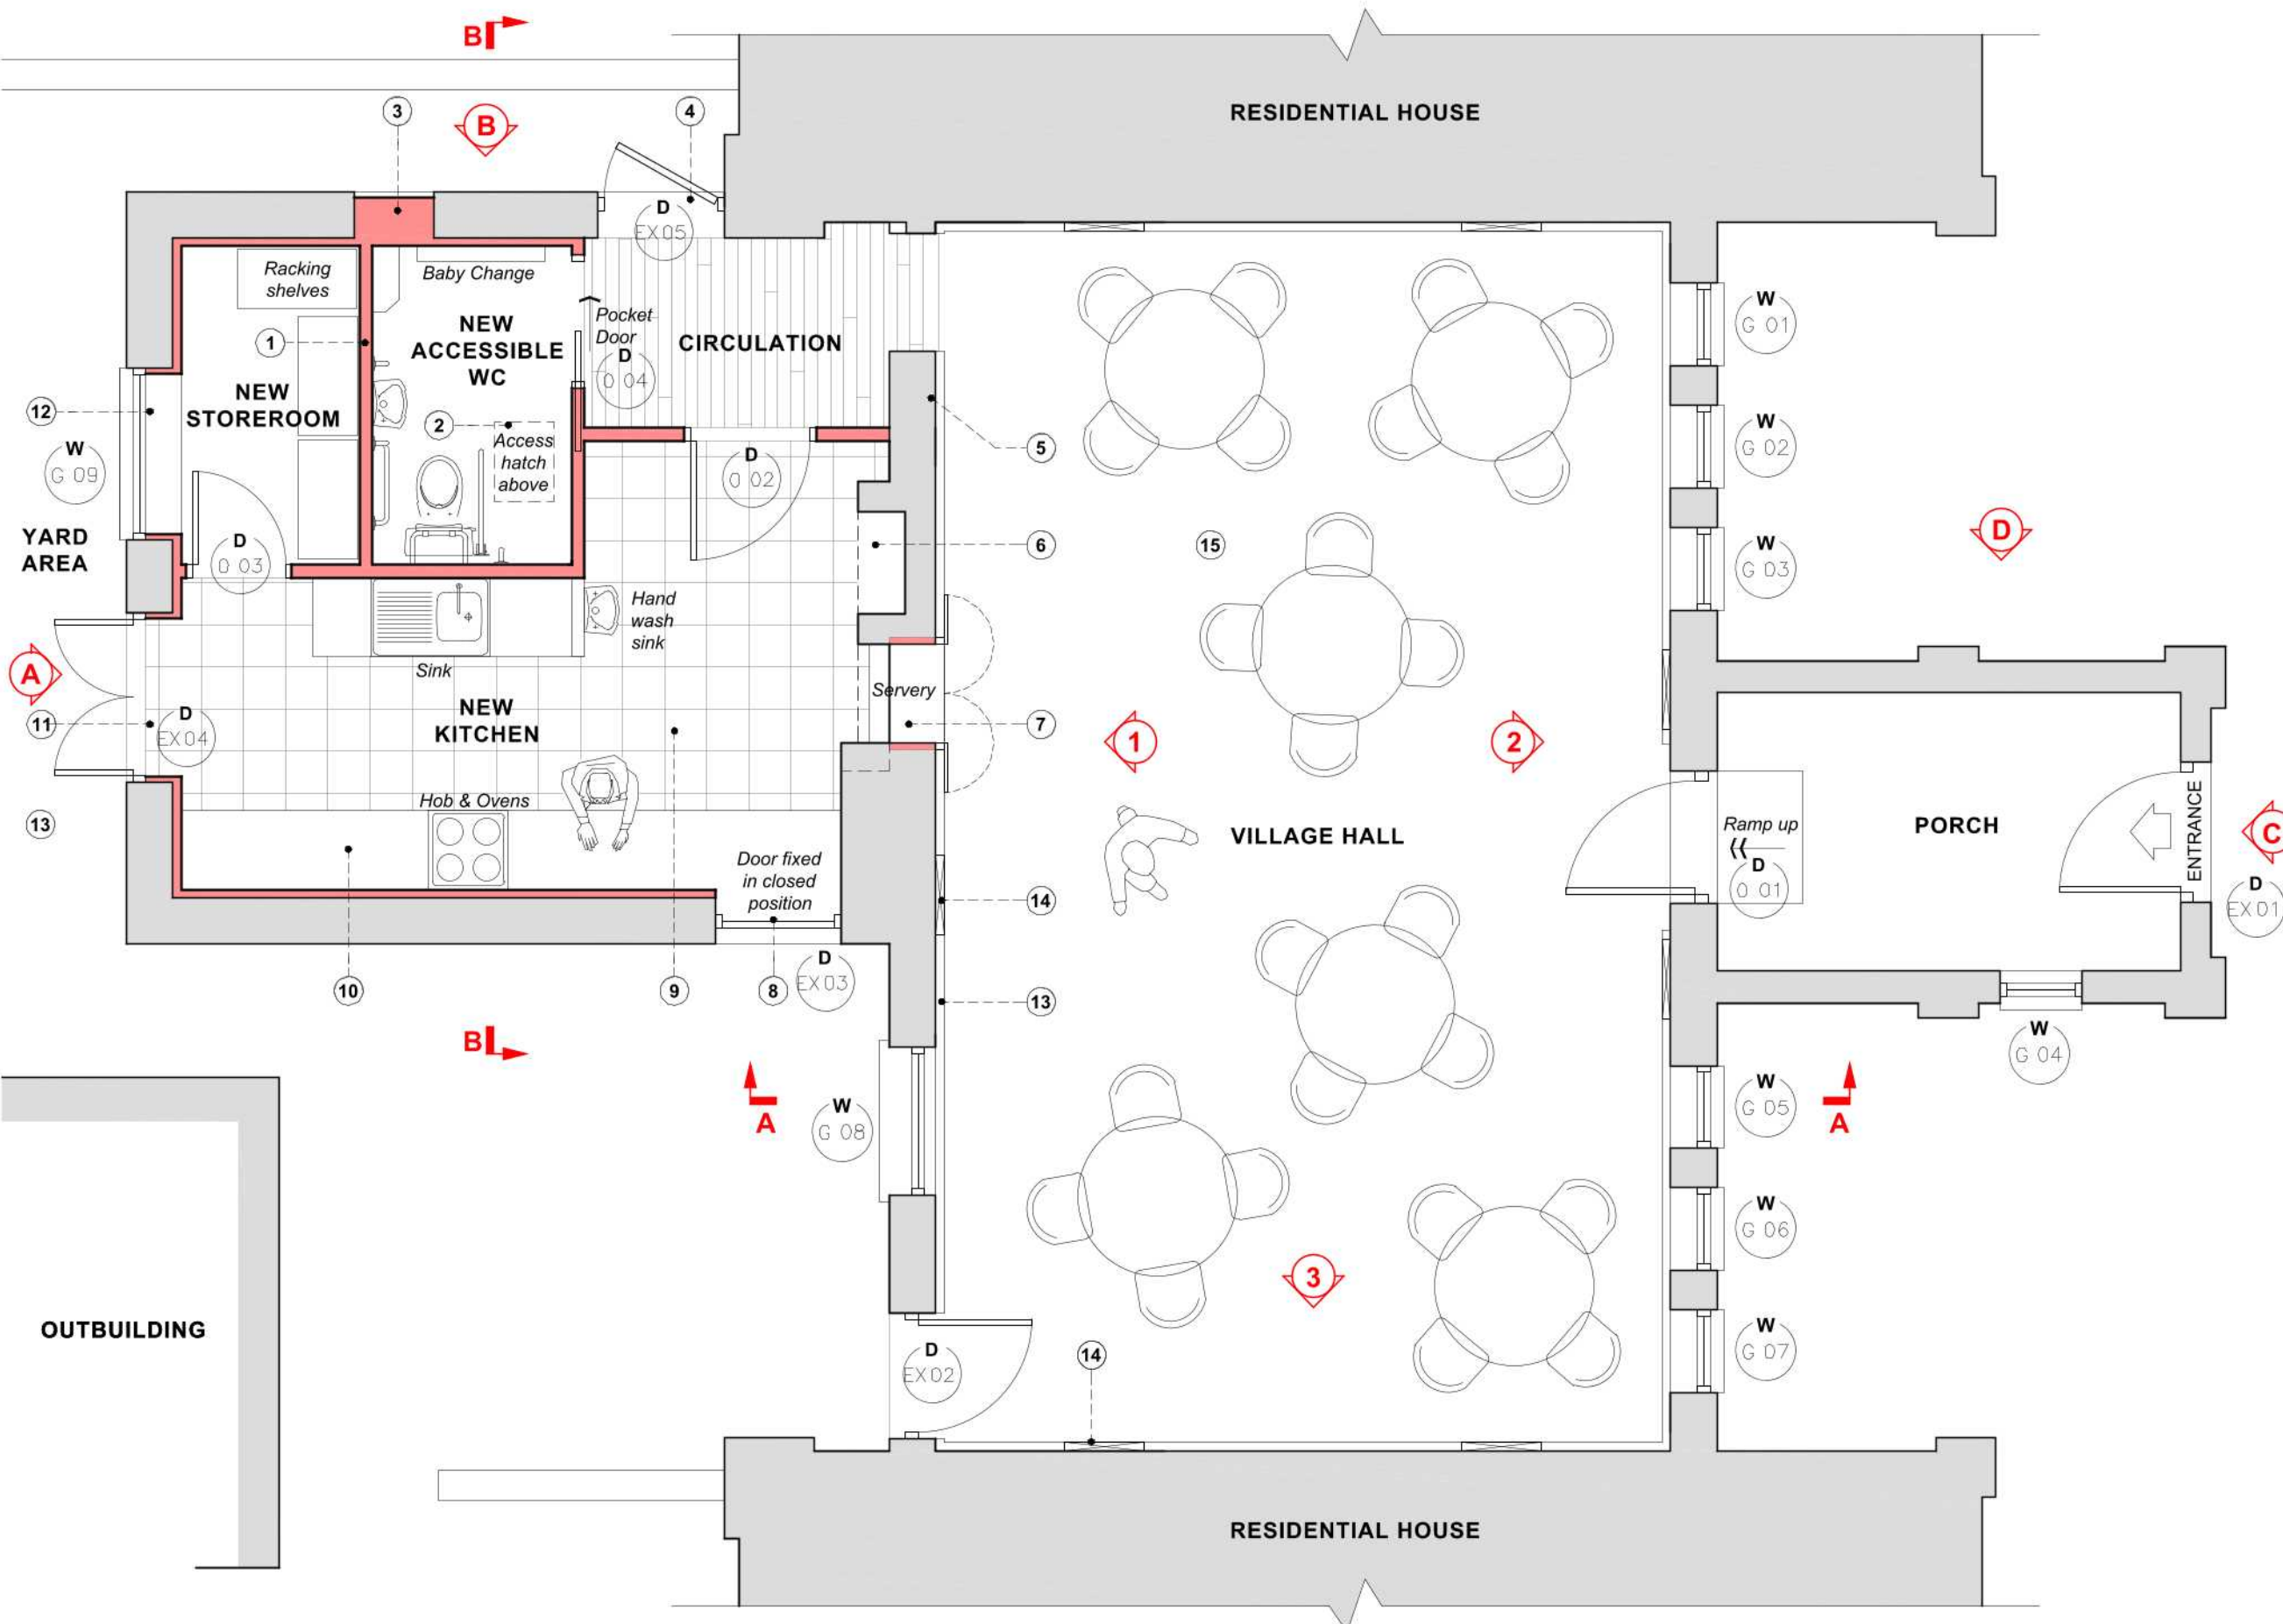 B
RESIDENTIAL HOUSE
3
4
B
D
EX05
Racking
shelves
Baby Change
NEW
ACCESSIBLE
WC
Pocket
Door
D
0 04
CIRCULATION
1
NEW
STOREROOM
12
W
G 09
2
Access
hatch
above
D
0 02
5
W
G 01
W
G 02
W
G 03
D
YARD
AREA
D
0 03
6
15
Hand
wash
sink
A
Sink
Servery
11
D
EX04
NEW
KITCHEN
7
1
2
13
Hob & Ovens
VILLAGE HALL
Ramp up
D
0 01
PORCH
ENTRANCE
C
D
EX01
Door fixed
in closed
position
14
10
9
8
D
EX03
13
B
A
W
G 08
W
G 04
W
G 05
A
W
G 06
3
OUTBUILDING
W
G 07
D
EX02
14
RESIDENTIAL HOUSE